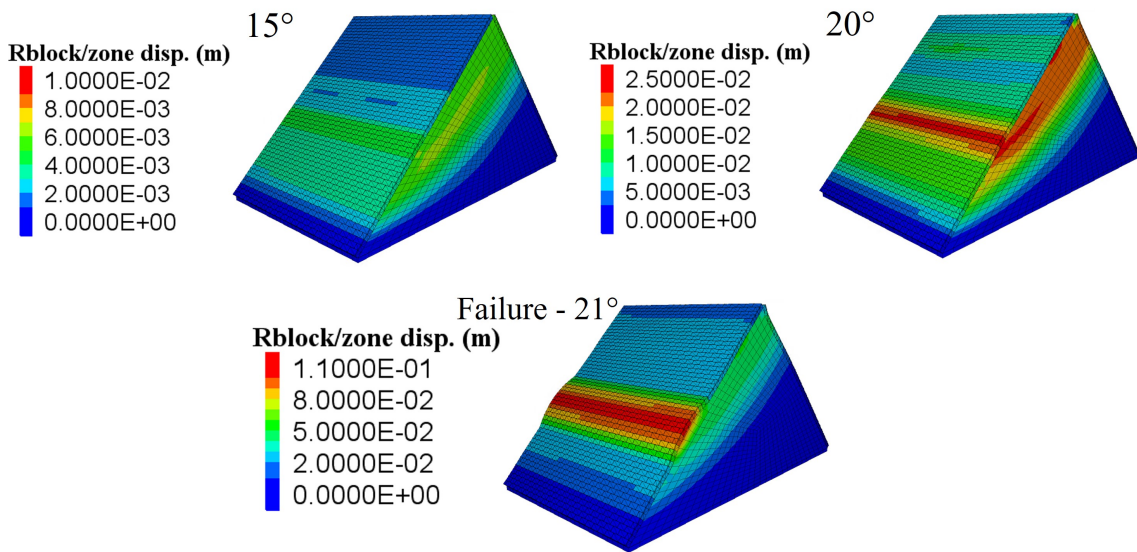 15°
Rblock/zone disp. (m)
1.0000E-02
8.0000E-03
6.0000E-03
4.0000E-03
2.0000E-03
0.0000E+00
20°
Rblock/zone disp. (m)
2.5000E-02
2.0000E-02
1.5000E-02
1.0000E-02
5.0000E-03
0.0000E+00
Failure - 21°
Rblock/zone disp. (m)
1.1000E-01
8.0000E-02
5.0000E-02
2.0000E-02
0.0000E+00